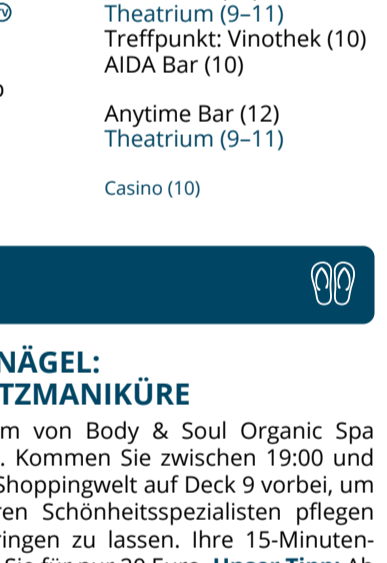 Theatrium (9–11)
Treffpunkt: Vinothek (10)
AIDA Bar (10)
Anytime Bar (12)
Theatrium (9–11)
Casino (10)
NÄGEL:
TZMANIKÜRE
m von Body & Soul Organic Spa
. Kommen Sie zwischen 19:00 und
Shoppingwelt auf Deck 9 vorbei, um
ren Schönheitsspezialisten pflegen
ringen zu lassen. Ihre 15-Minuten-